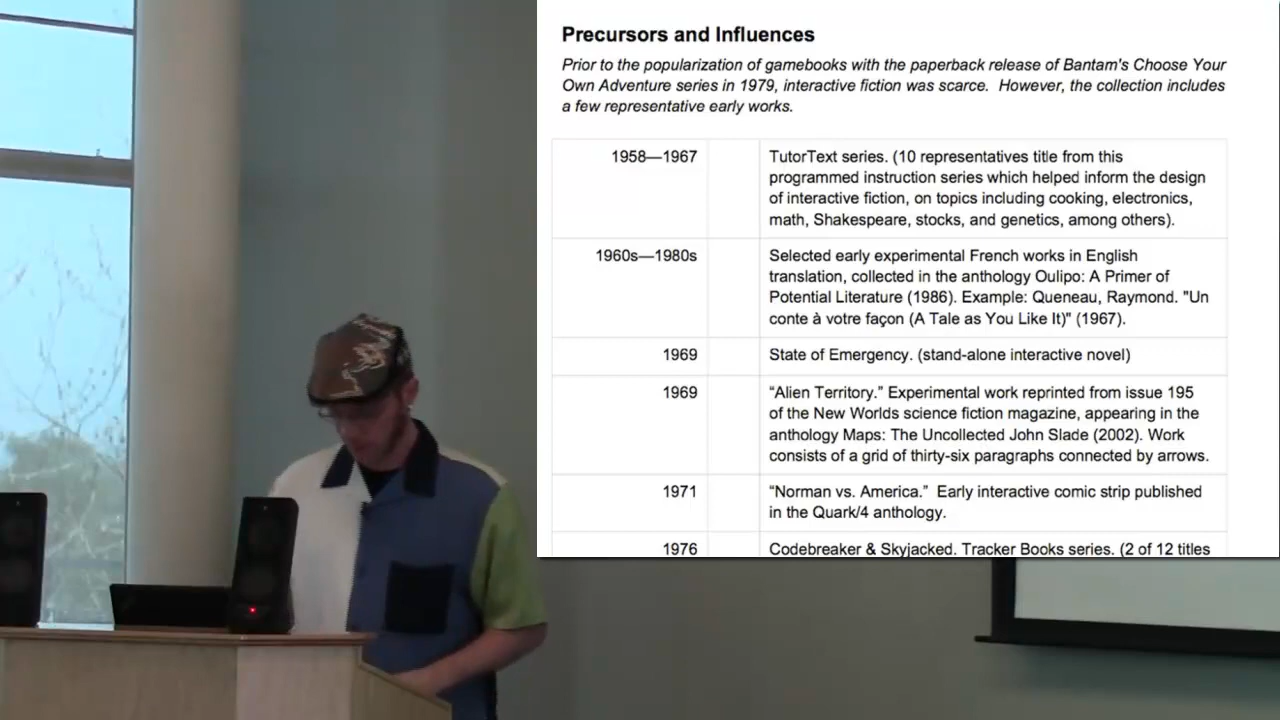 Precursors and Influences
Prior to the popularization of gamebooks with the paperback release of Bantam's Choose Your
Own Adventure series in 1979, interactive fiction was scarce.  However, the collection includes
a few representative early works.
1958—1967
TutorText series. (10 representatives title from this
programmed instruction series which helped inform the design
of interactive fiction, on topics including cooking, electronics,
math, Shakespeare, stocks, and genetics, among others).
1960s—1980s
Selected early experimental French works in English
translation, collected in the anthology Oulipo: A Primer of
Potential Literature (1986). Example: Queneau, Raymond. "Un
conte à votre façon (A Tale as You Like It)" (1967).
1969
State of Emergency. (stand-alone interactive novel)
1969
“Alien Territory.” Experimental work reprinted from issue 195
of the New Worlds science fiction magazine, appearing in the
anthology Maps: The Uncollected John Slade (2002). Work
consists of a grid of thirty-six paragraphs connected by arrows.
1971
“Norman vs. America.”  Early interactive comic strip published
in the Quark/4 anthology.
1976
Codebreaker & Skyjacked. Tracker Books series. (2 of 12 titles